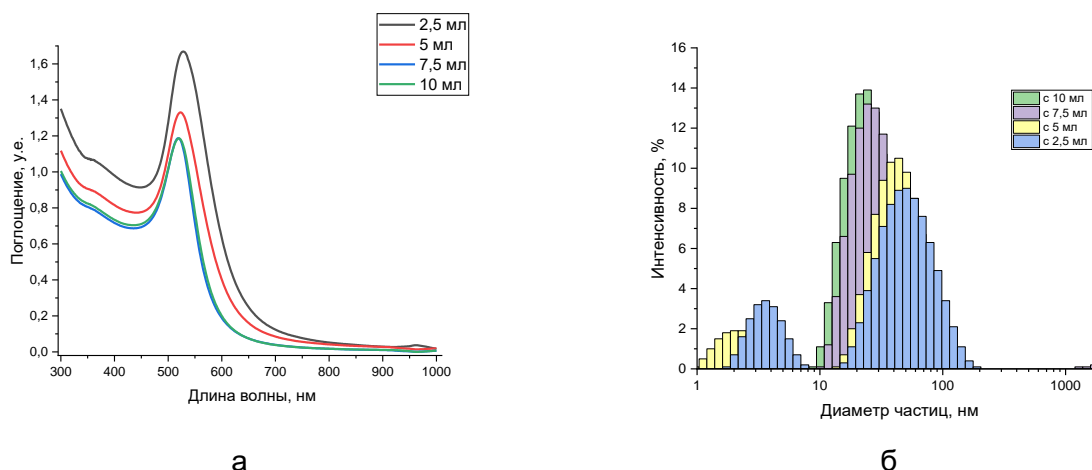 2,5 мл
5 мл
7,5 мл
10 мл
Поглощение, у.е.
1,6
1,4
1,2
1,0
0,8
0,6
0,4
0,2
0,0
300 400 500 600 700 800 900 1000
Длина волны, нм
а
16
14
12
10
8
6
4
2
0
Интенсивность, %
с 10 мл
с 7,5 мл
с 5 мл
с 2,5 мл
1 10 100 1000
Диаметр частиц, нм
б